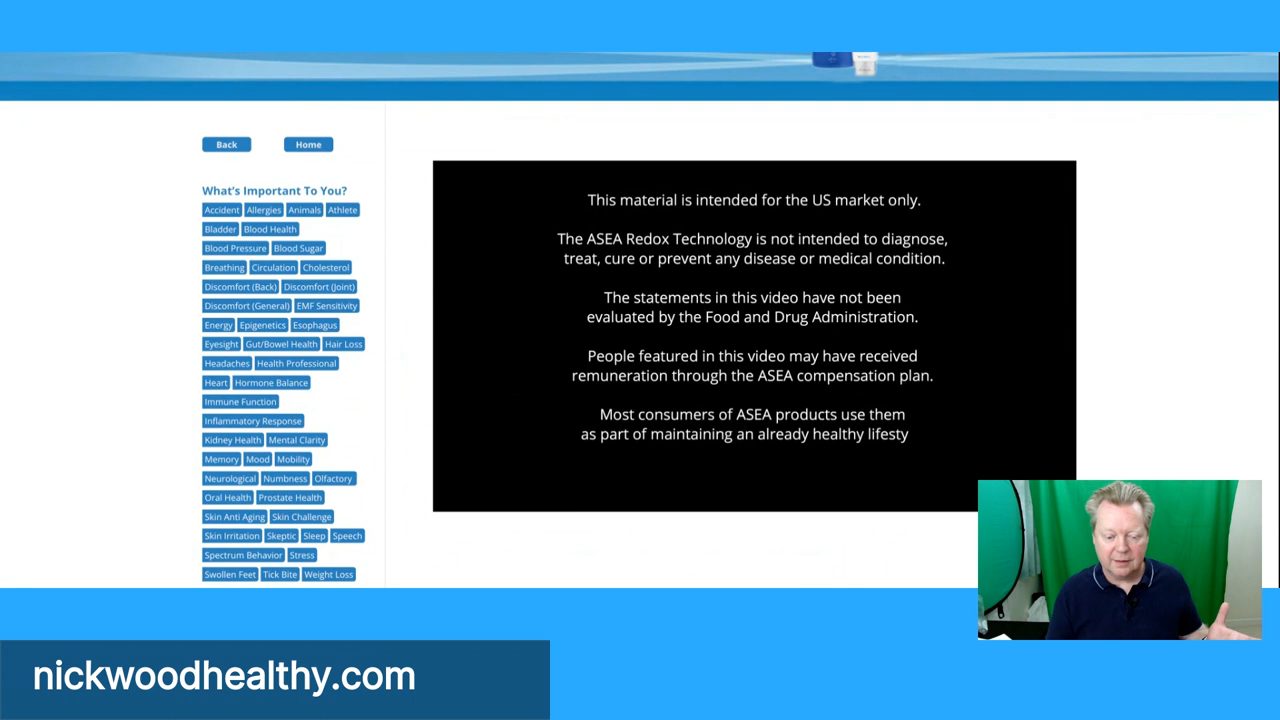 Back Home
What's Important To You?
Accident Allergies Animals Athlete
Bladder Blood Health
Blood Pressure Blood Sugar
Breathing Circulation Cholesterol
Discomfort (Back) Discomfort (Joint)
Discomfort (General) EMF Sensitivity
Energy Epigenetics Esophagus
Eyesight Gut/Bowel Health Hair Loss
Headaches Health Professional
Heart Hormone Balance
Immune Function
Inflammatory Response
Kidney Health Mental Clarity
Memory Mood Mobility
Neurological Numbness Olfactory
Oral Health Prostate Health
Skin Anti Aging Skin Challenge
Skin Irritation Skeptic Sleep Speech
Spectrum Behavior Stress
Swollen Feet Tick Bite Weight Loss
This material is intended for the US market only.
The ASEA Redox Technology is not intended to diagnose,
treat, cure or prevent any disease or medical condition.
The statements in this video have not been
evaluated by the Food and Drug Administration.
People featured in this video may have received
remuneration through the ASEA compensation plan.
Most consumers of ASEA products use them
as part of maintaining an already healthy lifesty
nickwoodhealthy.com